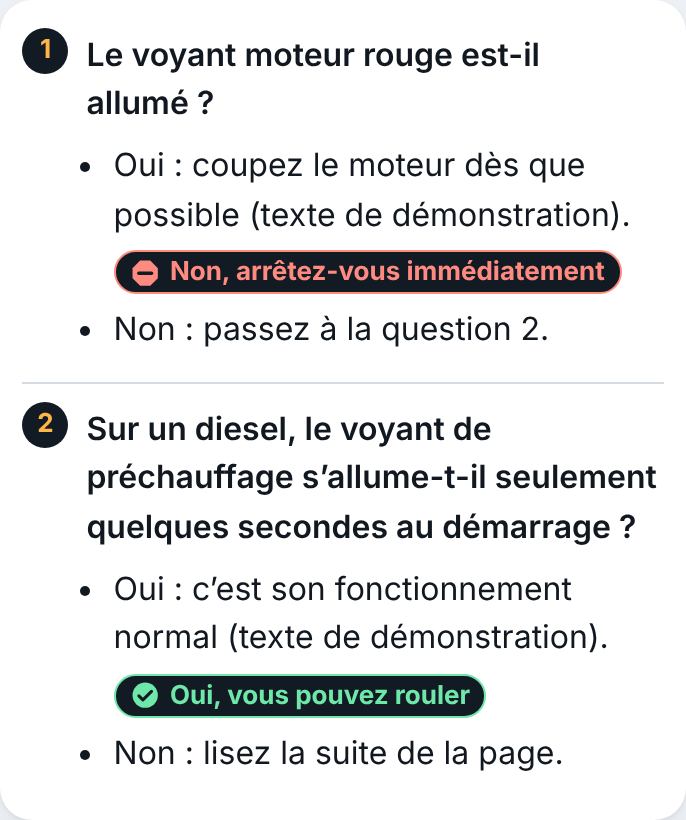 1
Le voyant moteur rouge est-il
allumé ?
• Oui : coupez le moteur dès que
possible (texte de démonstration).
Non, arrêtez-vous immédiatement
• Non : passez à la question 2.
2
Sur un diesel, le voyant de
préchauffage s’allume-t-il seulement
quelques secondes au démarrage ?
• Oui : c’est son fonctionnement
normal (texte de démonstration).
Oui, vous pouvez rouler
• Non : lisez la suite de la page.